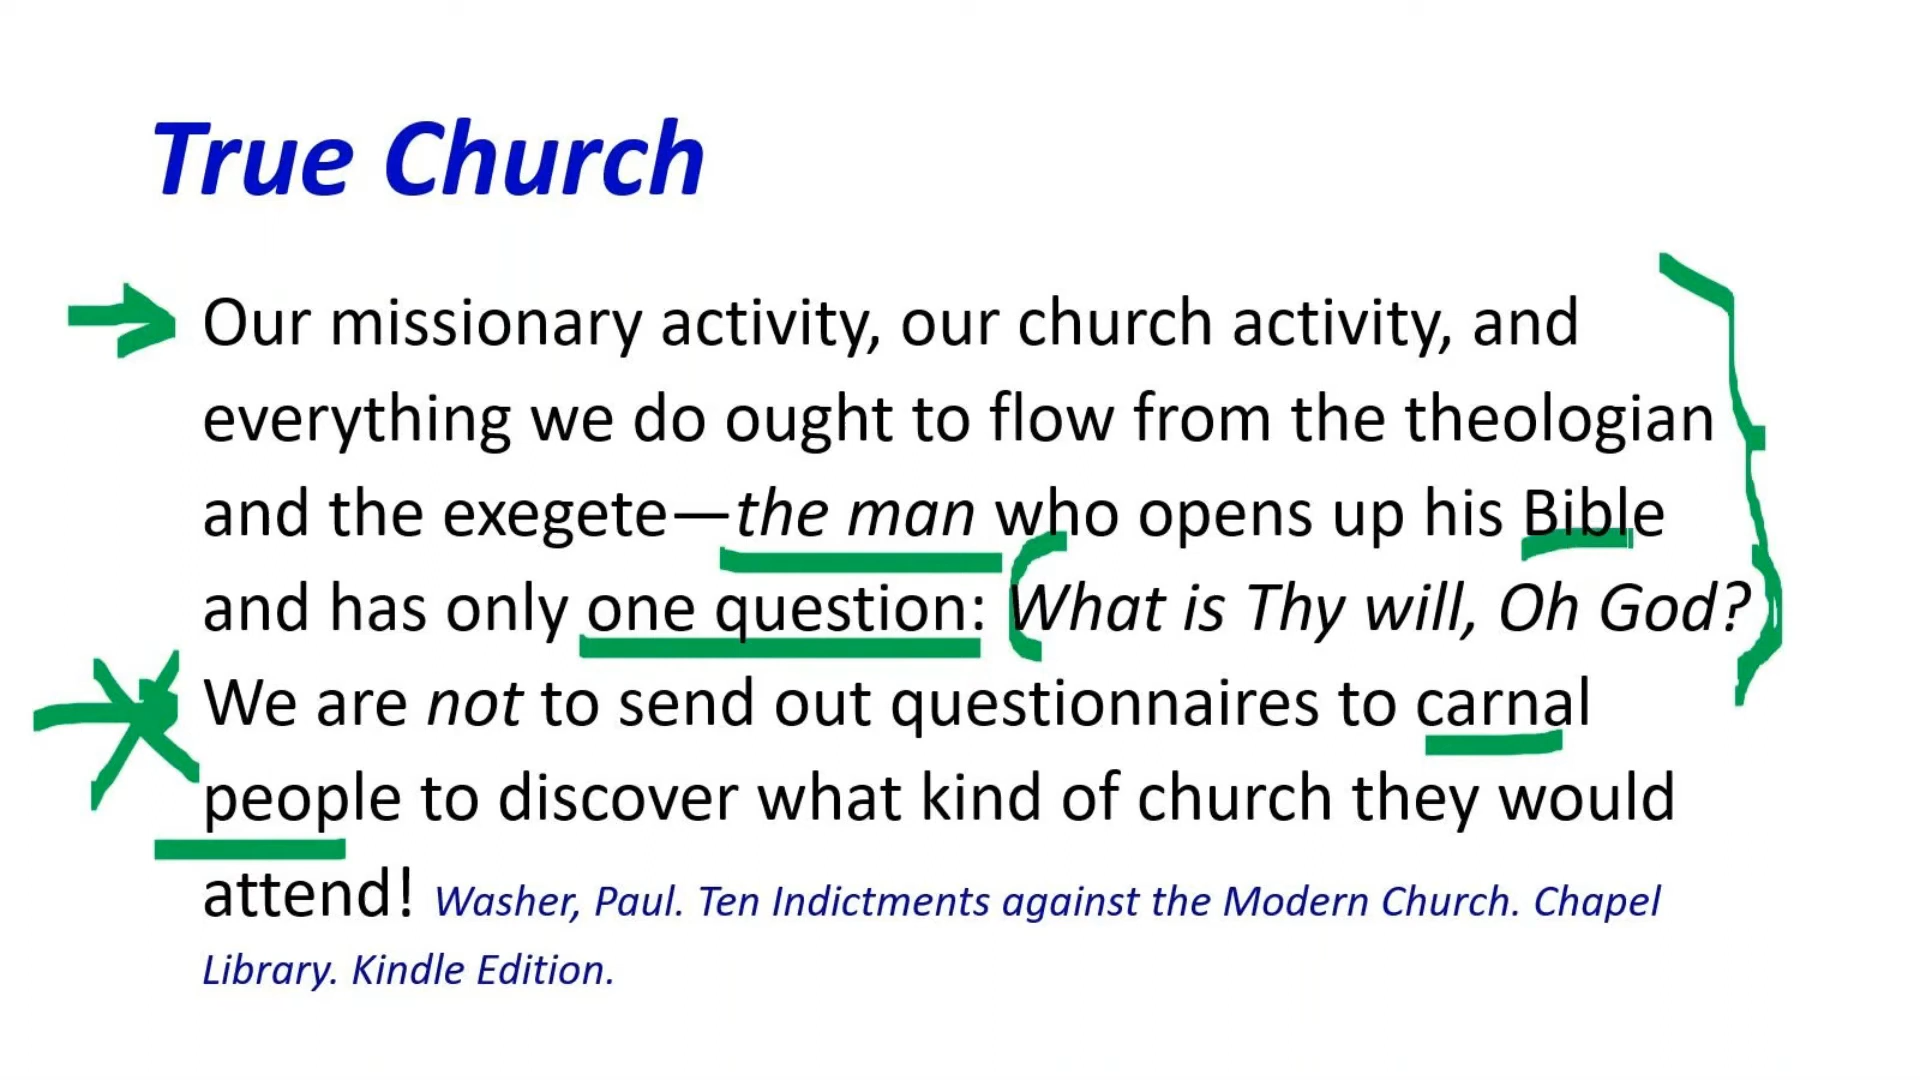 True Church
Our missionary activity, our church activity, and
everything we do ought to flow from the theologian
and the exegete—the man who opens up his Bible
and has only one question: What is Thy will, Oh God?
We are not to send out questionnaires to carnal
people to discover what kind of church they would
attend! Washer, Paul. Ten Indictments against the Modern Church. Chapel
Library. Kindle Edition.